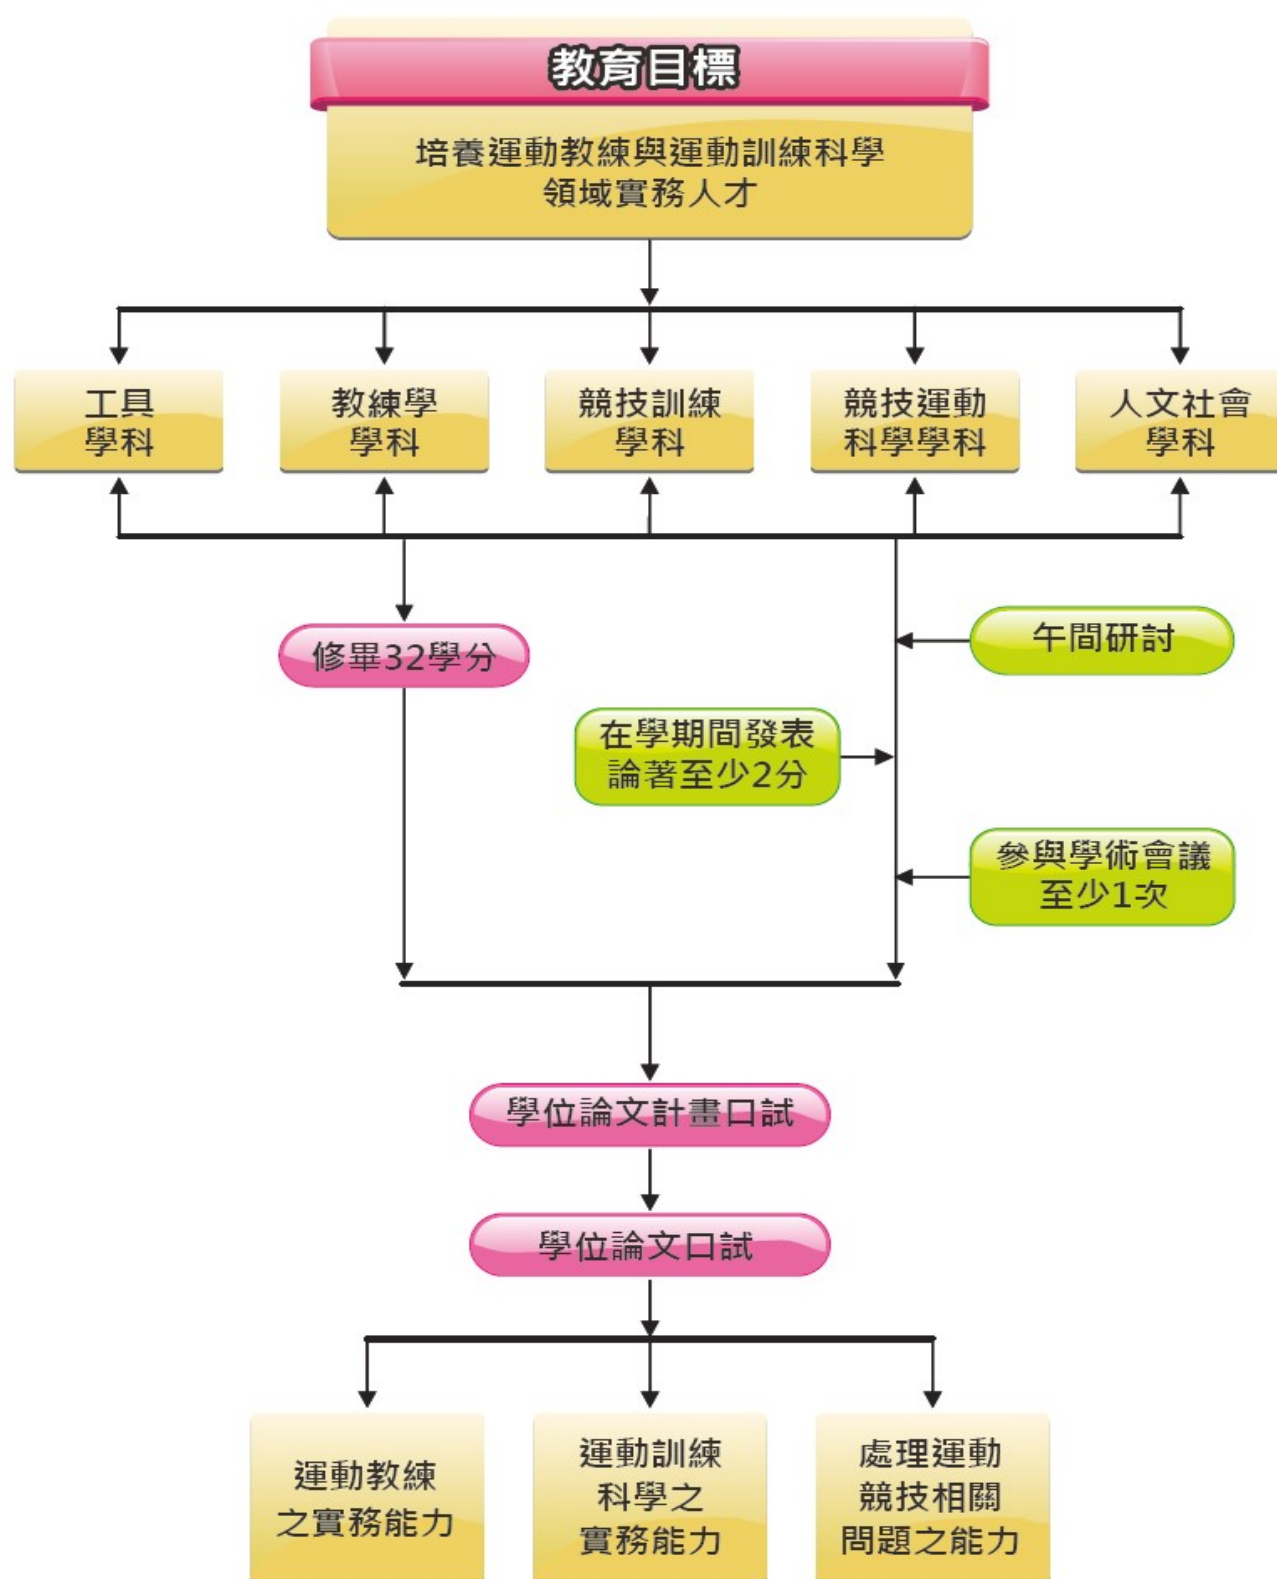 教育目標
培養運動教練與運動訓練科學
領域實務人才
工具
學科
教練學
學科
競技訓練
學科
競技運動
科學學科
人文社會
學科
修畢32學分
午間研討
在學期間發表
論著至少2分
參與學術會議
至少1次
學位論文計畫口試
學位論文口試
運動教練
之實務能力
運動訓練
科學之
實務能力
處理運動
競技相關
問題之能力